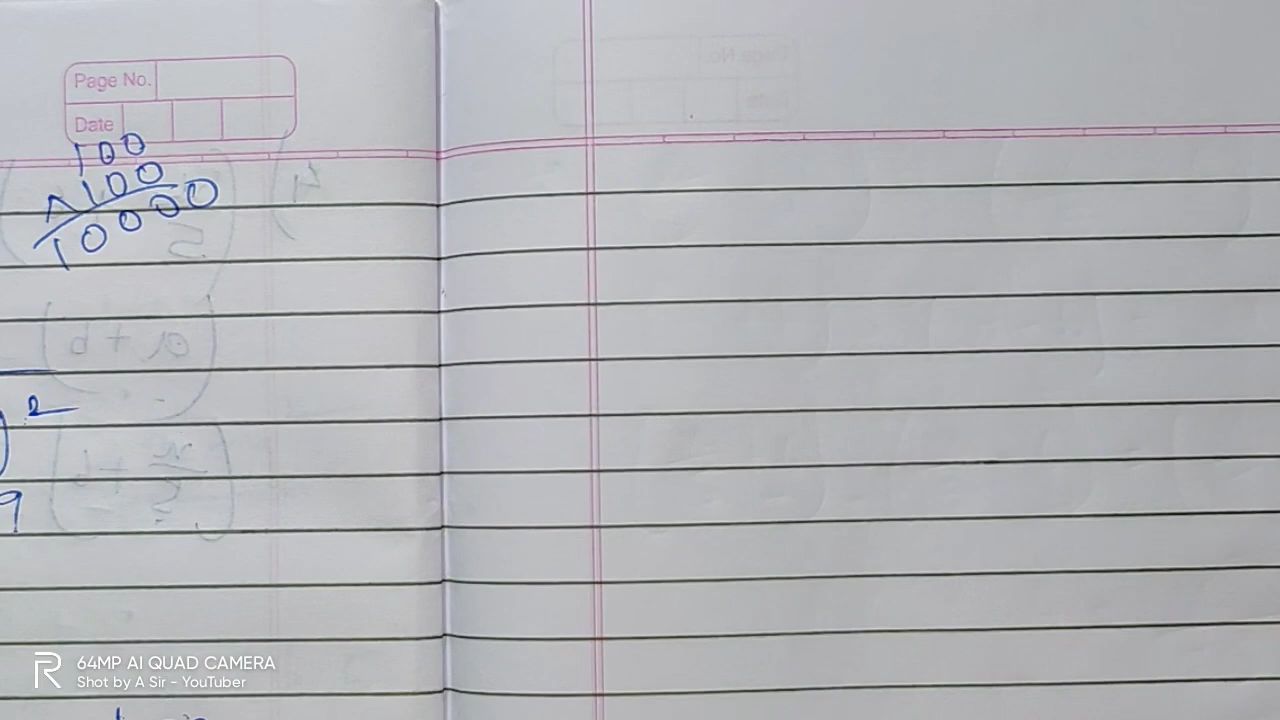 Page No.
Date
100
100
10000
2
9
64MP AI QUAD CAMERA
Shot by A Sir - YouTuber